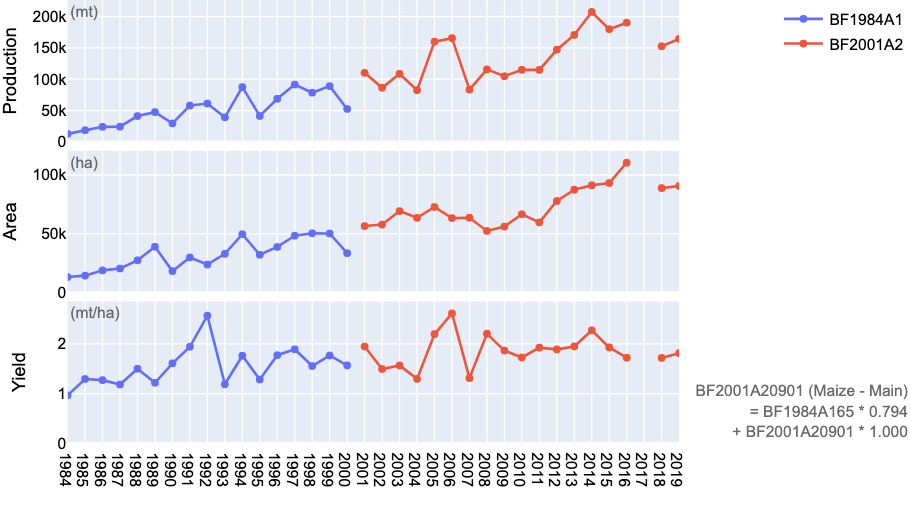 (mt)
200k
150k
100k
50k
0
Production
BF1984A1
BF2001A2
(ha)
100k
50k
0
Area
(mt/ha)
2
1
0
Yield
BF2001A20901 (Maize - Main)
= BF1984A165 * 0.794
+ BF2001A20901 * 1.000
1984 1985 1986 1987 1988 1989 1990 1991 1992 1993 1994 1995 1996 1997 1998 1999 2000 2001 2002 2003 2004 2005 2006 2007 2008 2009 2010 2011 2012 2013 2014 2015 2016 2017 2018 2019